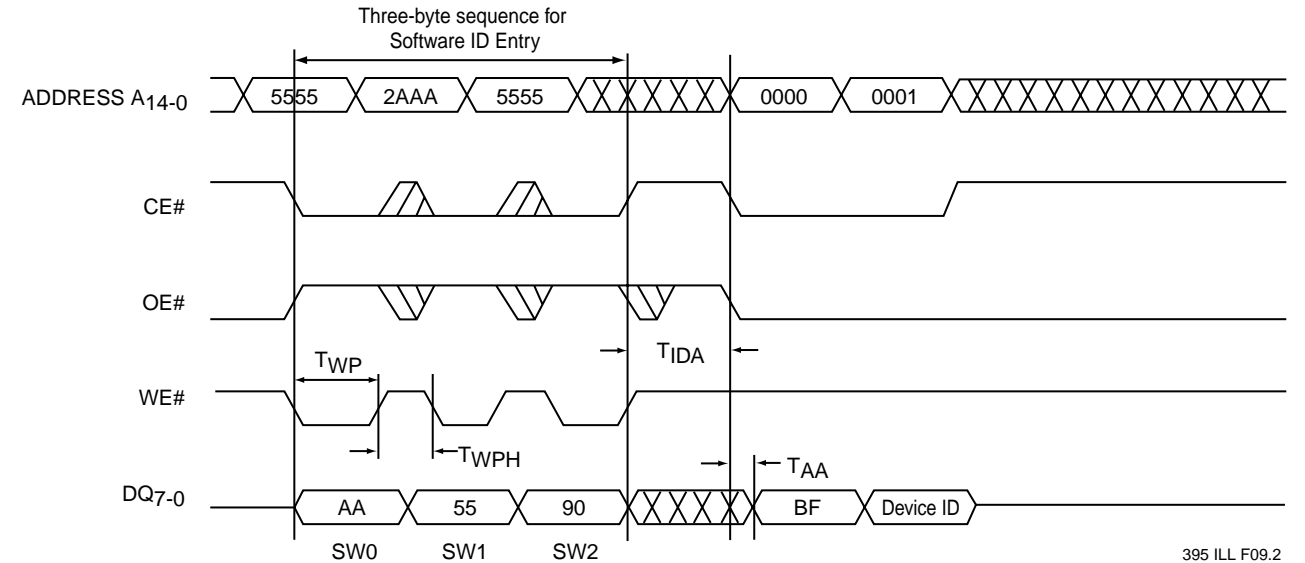 Three-byte sequence for
Software ID Entry
ADDRESS A14-0
5555
2AAA
5555
0000
0001
CE#
OE#
TIDA
TWP
WE#
TWPH
TAA
DQ7-0
AA
55
90
BF
Device ID
SW0
SW1
SW2
395 ILL F09.2